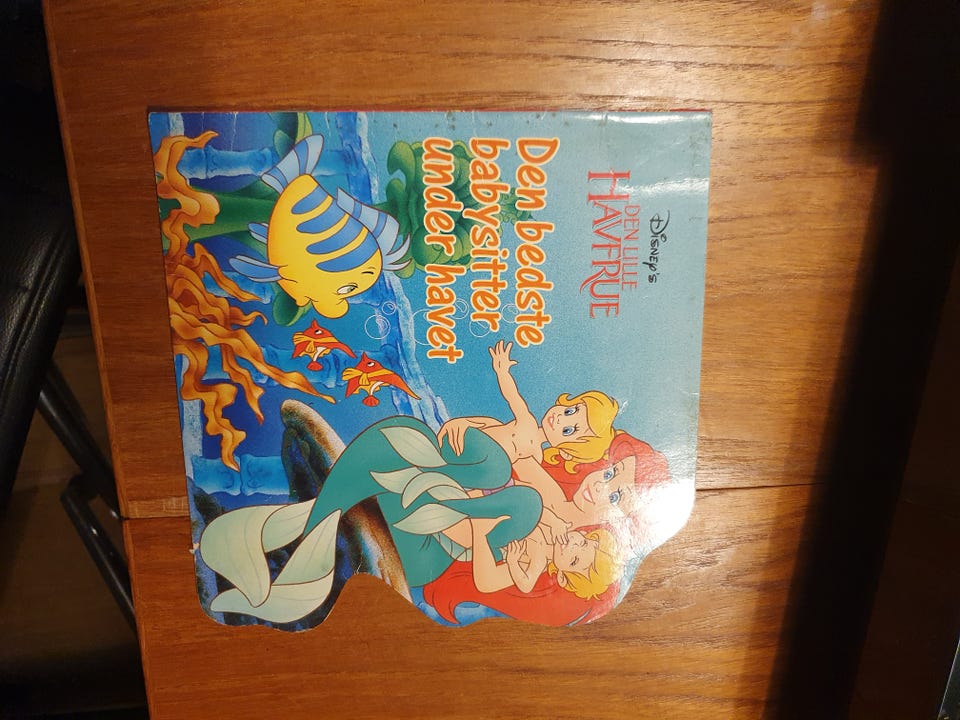 DISNEY'S
DEN LILLE
HAVFRUE
Den bedste
babysitter
under havet